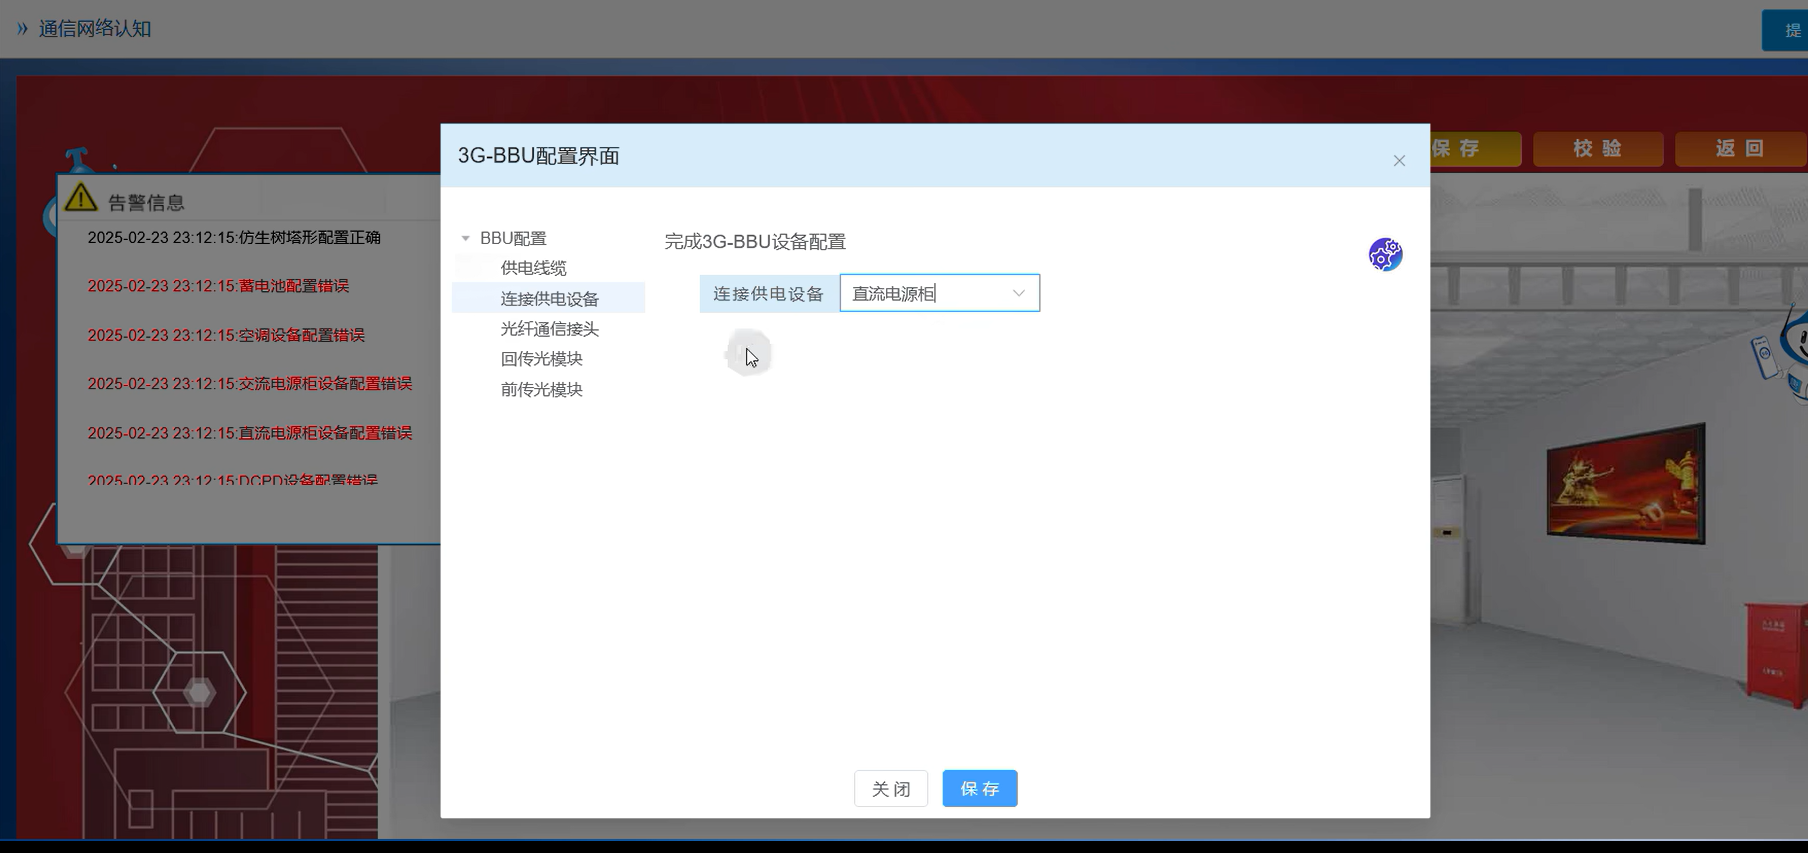 通信网络认知
提
保 存
校 验
返 回
3G-BBU配置界面
告警信息
2025-02-23 23:12:15:仿生树塔形配置正确
2025-02-23 23:12:15:蓄电池配置错误
2025-02-23 23:12:15:空调设备配置错误
2025-02-23 23:12:15:交流电源柜设备配置错误
2025-02-23 23:12:15:直流电源柜设备配置错误
2025-02-23 23:12:15:DCPD设备配置错误
BBU配置
供电线缆
连接供电设备
光纤通信接头
回传光模块
前传光模块
完成3G-BBU设备配置
连接供电设备
直流电源柜
关 闭
保 存